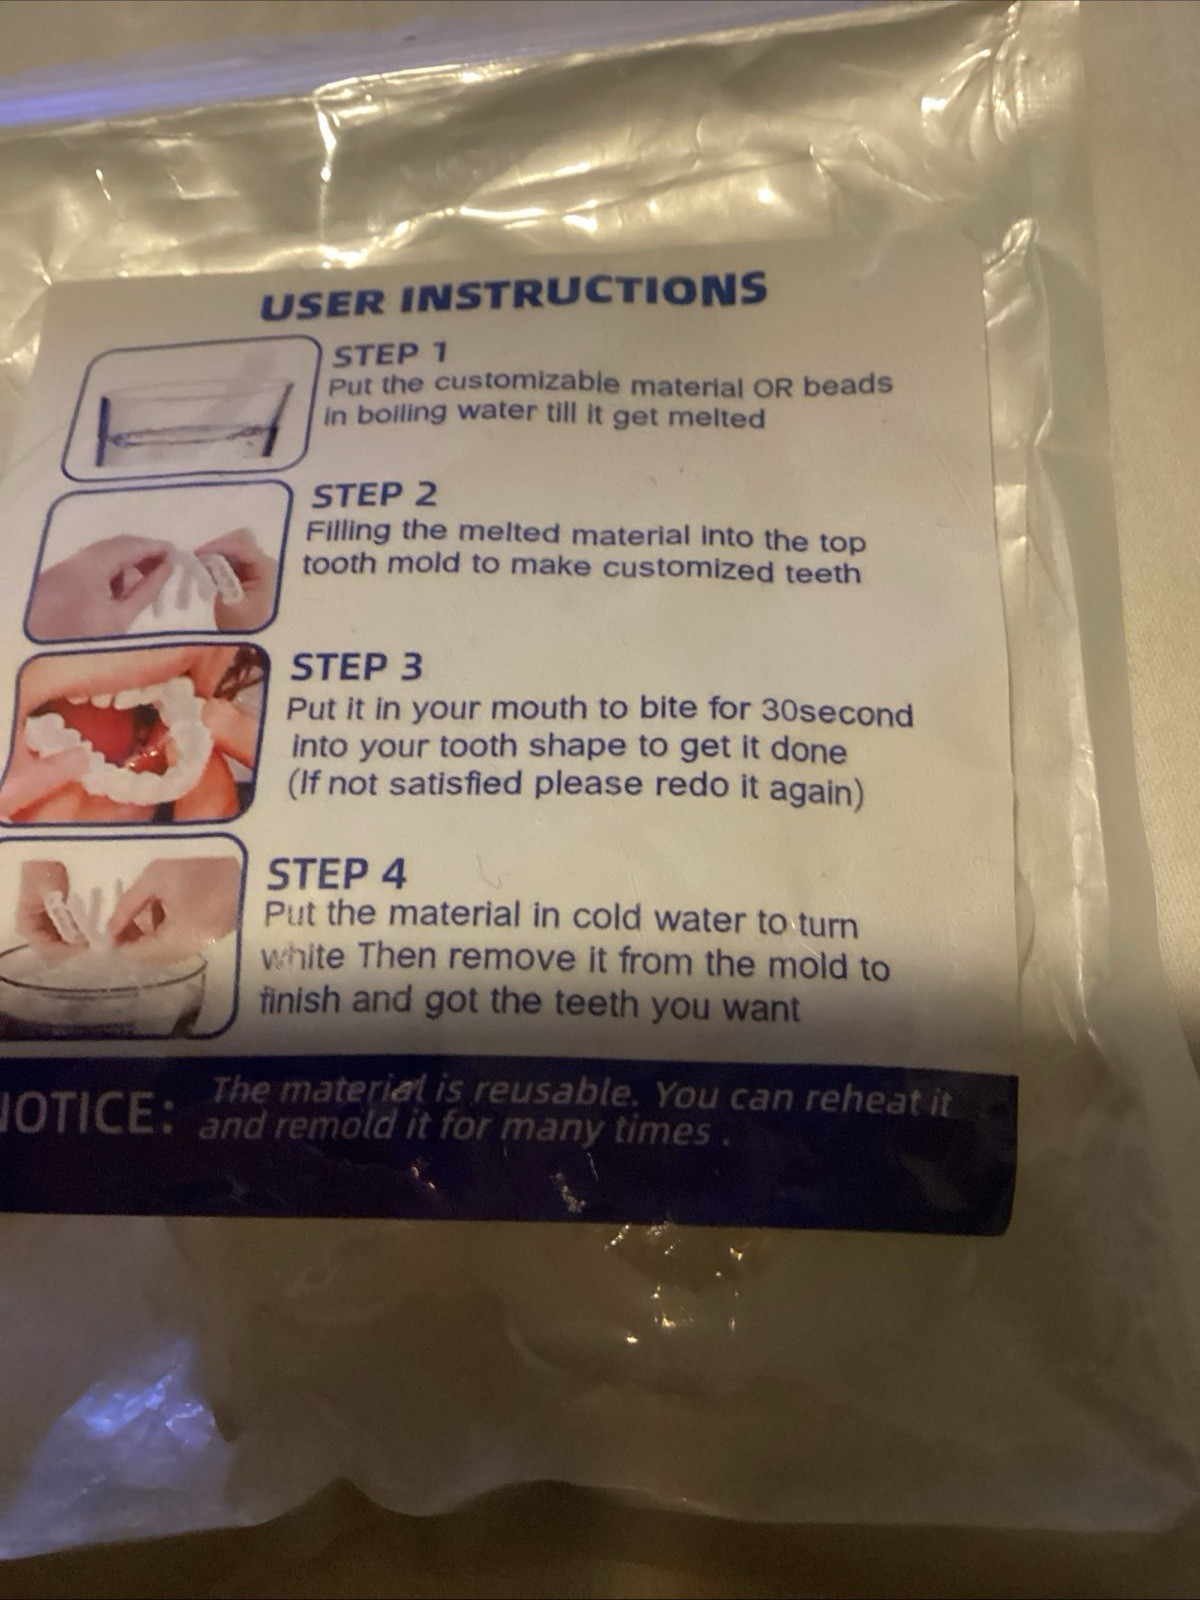 USER INSTRUCTIONS
STEP 1
Put the customizable material OR beads
in boiling water till it get melted
STEP 2
Filling the melted material into the top
tooth mold to make customized teeth
STEP 3
Put it in your mouth to bite for 30second
into your tooth shape to get it done
(If not satisfied please redo it again)
STEP 4
Put the material in cold water to turn
white Then remove it from the mold to
finish and got the teeth you want
NOTICE: The material is reusable. You can reheat it
and remold it for many times .